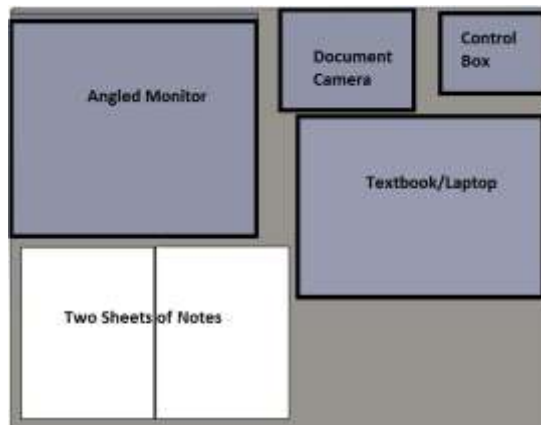 Angled Monitor
Document
Camera
Control
Box
Textbook/Laptop
Two Sheets of Notes